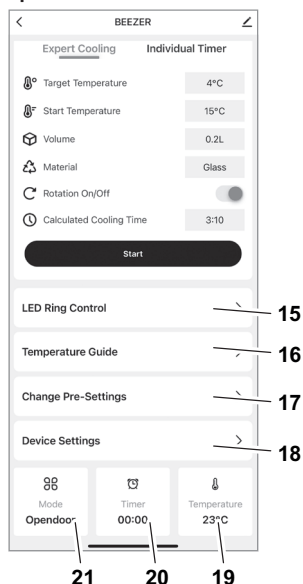 BEEZER
Expert Cooling Individual Timer
Target Temperature 4°C
Start Temperature 15°C
Volume 0.2L
Material Glass
Rotation On/Off
Calculated Cooling Time 3:10
Start
LED Ring Control 15
Temperature Guide 16
Change Pre-Settings 17
Device Settings 18
Mode Timer Temperature
Opendoor 00:00 23°C
21 20 19